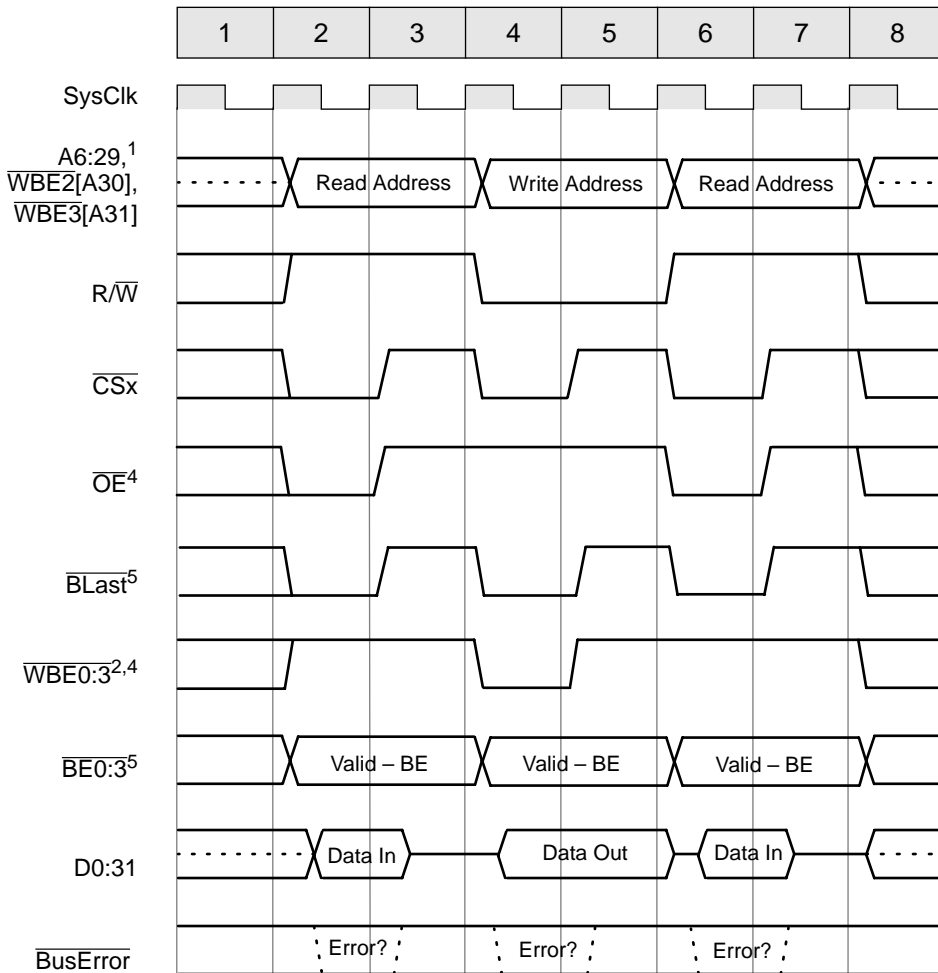 1 2 3 4 5 6 7 8
SysClk
A6:29,1
WBE2[A30],
WBE3[A31]
Read Address Write Address Read Address
R/W
CSx
OE4
BLast5
WBE0:32,4
BE0:35
Valid – BE Valid – BE Valid – BE
D0:31
Data In Data Out Data In
BusError
Error? Error? Error?